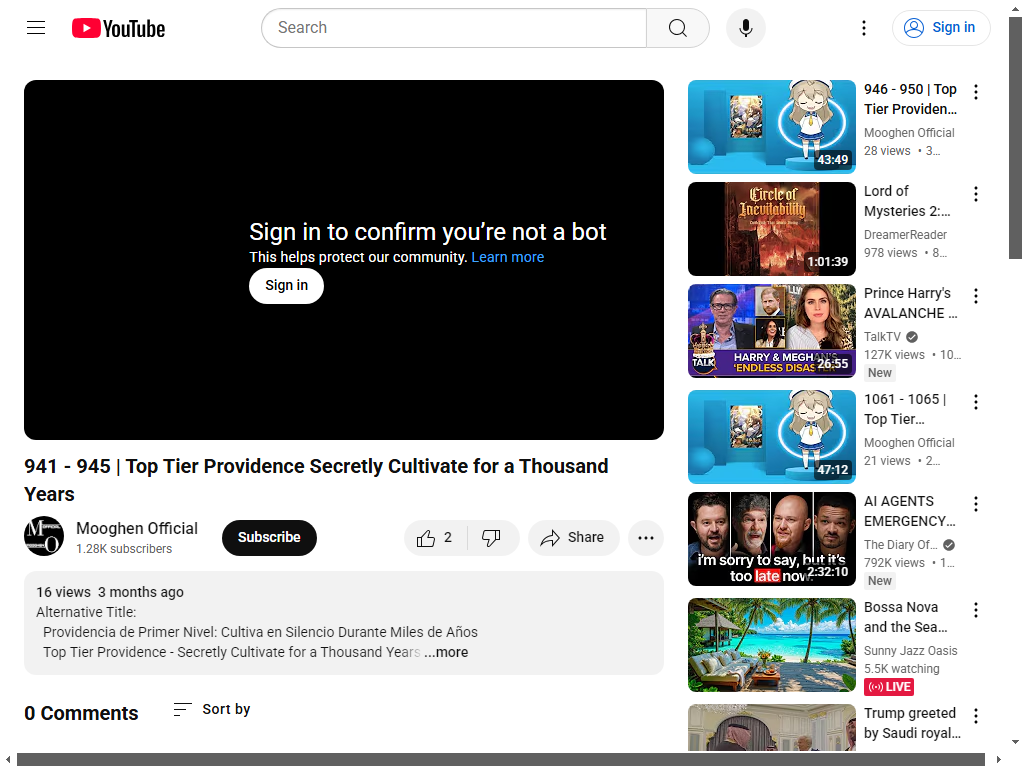 YouTube
Search
Sign in
Sign in to confirm you’re not a bot
This helps protect our community. Learn more
Sign in
941 - 945 | Top Tier Providence Secretly Cultivate for a Thousand
Years
Mooghen Official
1.28K subscribers
Subscribe
2
Share
16 views 3 months ago
Alternative Title:
Providencia de Primer Nivel: Cultiva en Silencio Durante Miles de Años
Top Tier Providence - Secretly Cultivate for a Thousand Years ...more
0 Comments
Sort by
43:49
946 - 950 | Top
Tier Providen...
Mooghen Official
28 views • 3...
Circle of
Inevitability
1:01:39
Lord of
Mysteries 2:...
DreamerReader
978 views • 8...
TALK
HARRY & MEGHAN'S
'ENDLESS DISASTER'
26:55
Prince Harry's
AVALANCHE ...
TalkTV
127K views • 10...
New
47:12
1061 - 1065 |
Top Tier...
Mooghen Official
21 views • 2...
i'm sorry to say, but it's
too late now.
2:32:10
AI AGENTS
EMERGENCY...
The Diary Of...
792K views • 1...
New
Bossa Nova
and the Sea...
Sunny Jazz Oasis
5.5K watching
LIVE
Trump greeted
by Saudi royal...